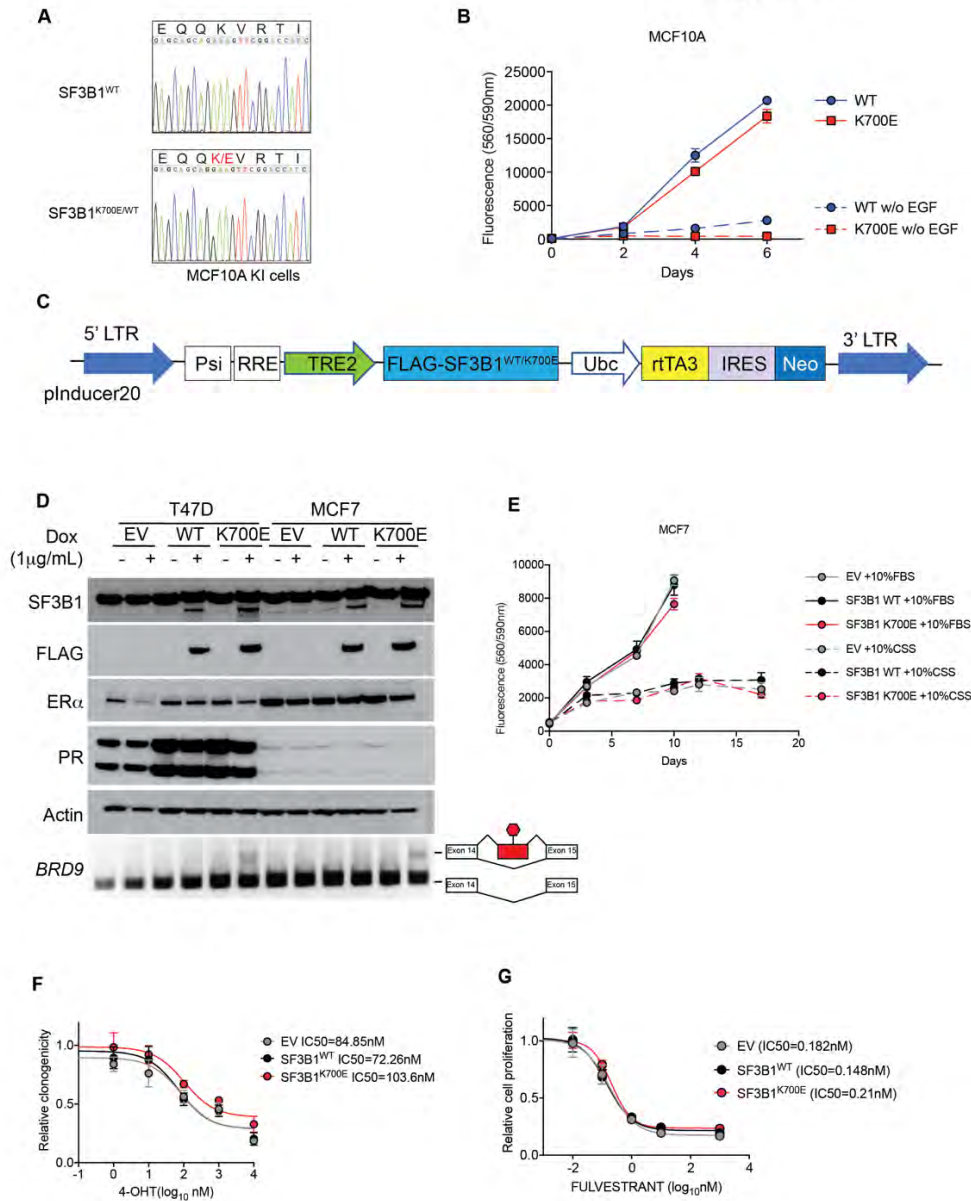 A
E Q Q K V R T I
G A G C A G C A G A A A G T T C G G A C C A T C
SF3B1WT
E Q Q K/E V R T I
G A G C A G C A G G A A G T T C G G A C C A T C
SF3B1K700E/WT
MCF10A KI cells
B
MCF10A
25000
20000
15000
10000
5000
0
Fluorescence (560/590nm)
0 2 4 6
Days
WT
K700E
WT w/o EGF
K700E w/o EGF
C
5' LTR
Psi
RRE
TRE2
FLAG-SF3B1WT/K700E
Ubc
rtTA3
IRES
Neo
3' LTR
pInducer20
D
T47D MCF7
Dox EV WT K700E EV WT K700E
(1µg/mL) - + - + - + - + - + - +
SF3B1
FLAG
ERα
PR
Actin
BRD9
Exon 14 Exon 15
Exon 14 Exon 15
E
MCF7
10000
8000
6000
4000
2000
0
Fluorescence (560/590nm)
0 5 10 15 20
Days
EV +10%FBS
SF3B1 WT +10%FBS
SF3B1 K700E +10%FBS
EV +10%CSS
SF3B1 WT +10%CSS
SF3B1 K700E +10%CSS
F
1.0
0.5
0.0
Relative clonogenicity
-1 0 1 2 3 4
4-OHT(log10 nM)
EV IC50=84.85nM
SF3B1WT IC50=72.26nM
SF3B1K700E IC50=103.6nM
G
1.0
0.5
0.0
Relative cell proliferation
-2 0 2 4
FULVESTRANT (log10nM)
EV (IC50=0.182nM)
SF3B1WT (IC50=0.148nM)
SF3B1K700E (IC50=0.21nM)